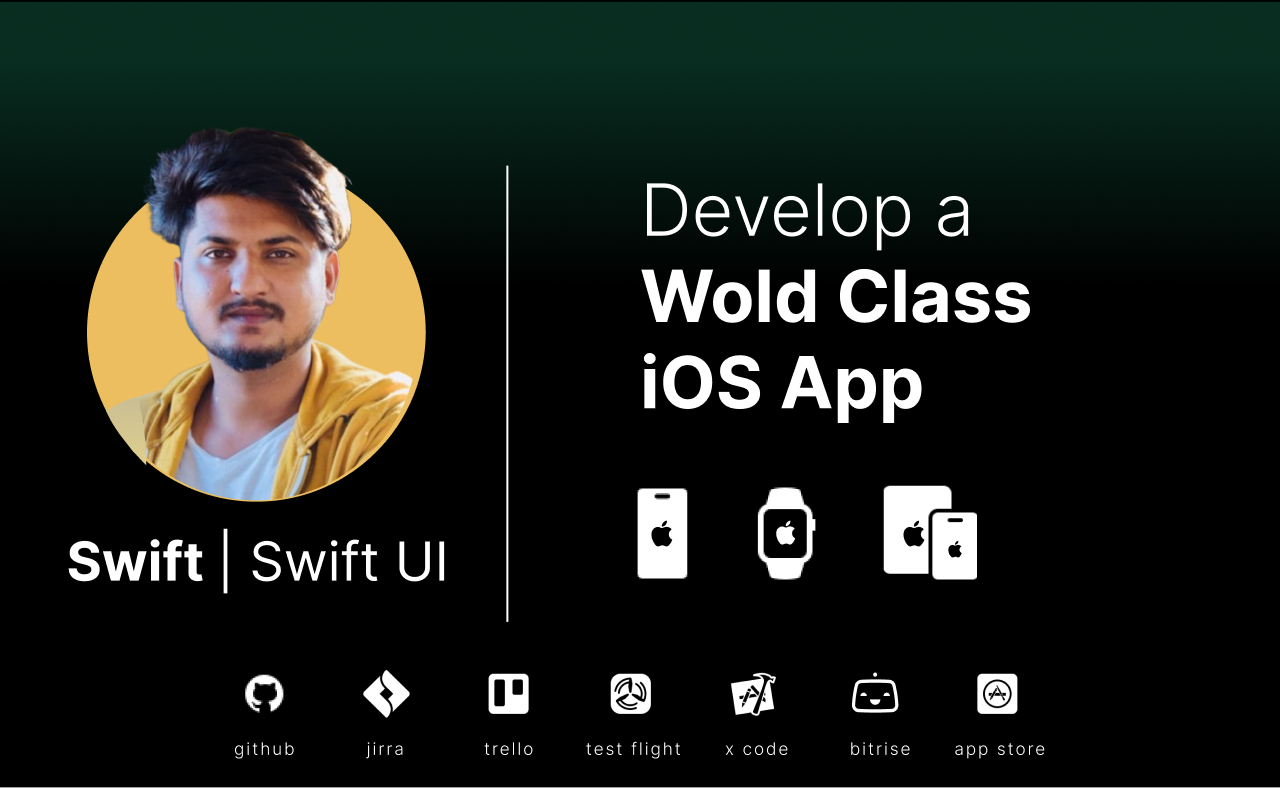 Develop a
Wold Class
iOS App
Swift | Swift UI
github
jirra
trello
test flight
x code
bitrise
app store